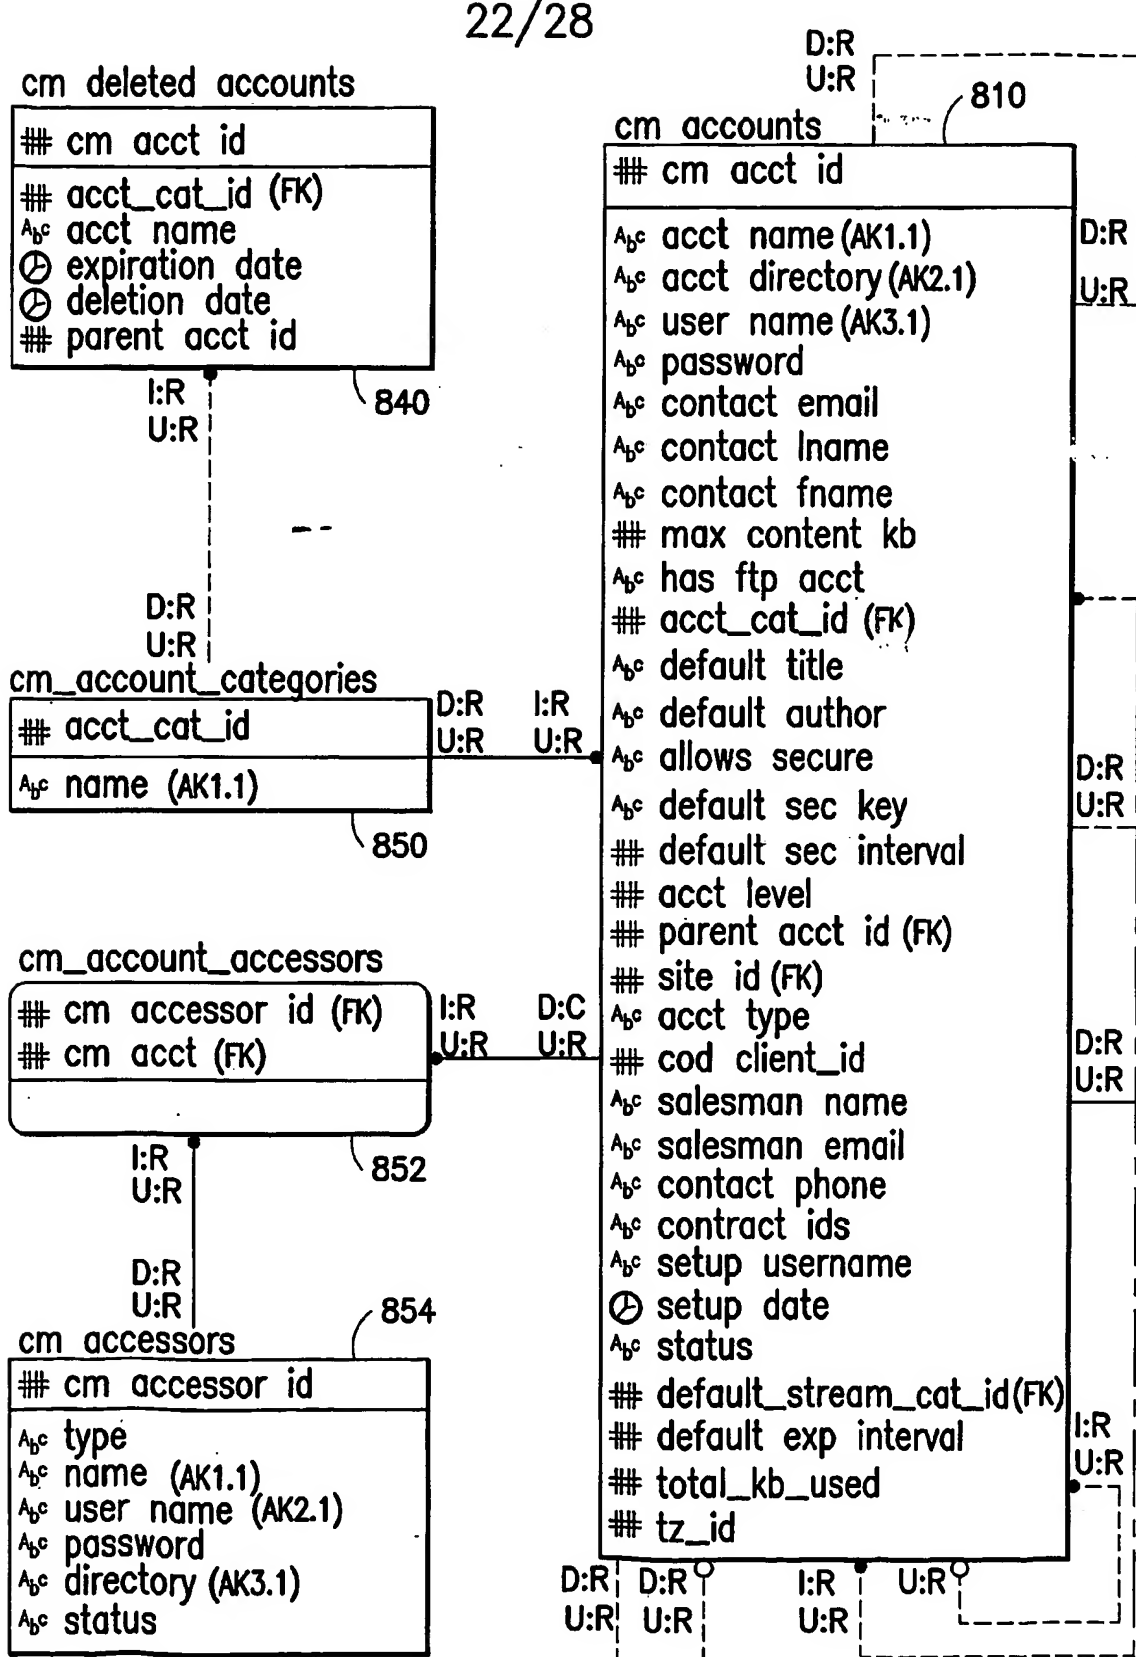 22/28
cm deleted accounts
cm acct id
acct_cat_id (FK)
Abc acct name
expiration date
deletion date
parent acct id
840
I:R
U:R
D:R
U:R
cm_account_categories
acct_cat_id
Abc name (AK1.1)
850
D:R I:R
U:R U:R
cm_account_accessors
cm accessor id (FK)
cm acct (FK)
852
I:R D:C
U:R U:R
I:R
U:R
D:R
U:R
cm accessors
854
cm accessor id
Abc type
Abc name (AK1.1)
Abc user name (AK2.1)
Abc password
Abc directory (AK3.1)
Abc status
D:R
U:R
810
cm accounts
cm acct id
Abc acct name (AK1.1)
Abc acct directory (AK2.1)
Abc user name (AK3.1)
Abc password
Abc contact email
Abc contact lname
Abc contact fname
max content kb
Abc has ftp acct
acct_cat_id (FK)
Abc default title
Abc default author
Abc allows secure
Abc default sec key
default sec interval
acct level
parent acct id (FK)
site id (FK)
Abc acct type
cod client_id
Abc salesman name
Abc salesman email
Abc contact phone
Abc contract ids
Abc setup username
setup date
Abc status
default_stream_cat_id (FK)
default exp interval
total_kb_used
tz_id
D:R
U:R
D:R
U:R
D:R
U:R
I:R
U:R
D:R D:R I:R U:R
U:R U:R U:R